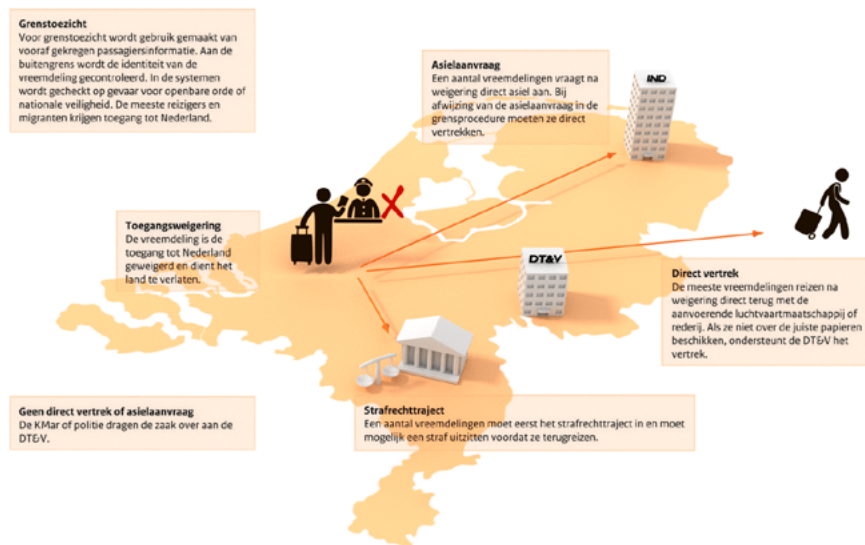 Grenstoezicht
Voor grenstoezicht wordt gebruik gemaakt van
vooraf gekregen passagiersinformatie. Aan de
buitengrens wordt de identiteit van de
vreemdeling gecontroleerd. In de systemen
wordt gecheckt op gevaar voor openbare orde of
nationale veiligheid. De meeste reizigers en
migranten krijgen toegang tot Nederland.
Asielaanvraag
Een aantal vreemdelingen vraagt na
weigering direct asiel aan. Bij
afwijzing van de asielaanvraag in de
grensprocedure moeten ze direct
vertrekken.
IND
Toegangsweigering
De vreemdeling is de
toegang tot Nederland
geweigerd en dient het
land te verlaten.
DT&V
Direct vertrek
De meeste vreemdelingen reizen na
weigering direct terug met de
aanvoerende luchtvaartmaatschappij of
rederij. Als ze niet over de juiste papieren
beschikken, ondersteunt de DT&V het
vertrek.
Geen direct vertrek of asielaanvraag
De KMar of politie dragen de zaak over aan de
DT&V.
Strafrechttraject
Een aantal vreemdelingen moet eerst het strafrechttraject in en moet
mogelijk een straf uitzitten voordat ze terugreizen.